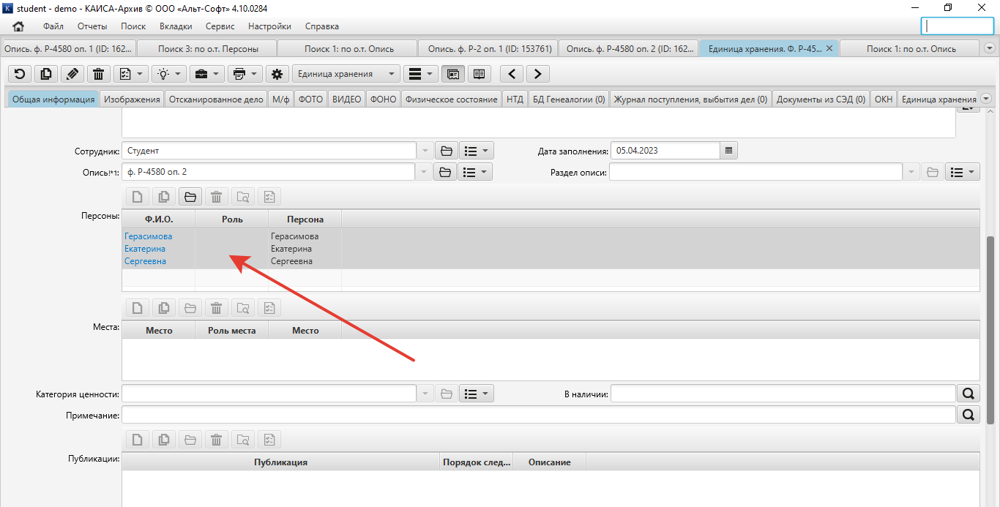 K student - demo - КАИСА-Архив © ООО «Альт-Софт» 4.10.0284
Файл Отчеты Поиск Вкладки Сервис Настройки Справка
Опись. ф. Р-4580 оп. 1 (ID: 162... Поиск 3: по о.т. Персоны Поиск 1: по о.т. Опись Опись. ф. Р-2 оп. 1 (ID: 153761) Опись. ф. Р-4580 оп. 2 (ID: 162... Единица хранения. Ф. Р-45... Поиск 1: по о.т. Опись
Единица хранения
Общая информация Изображения Отсканированное дело М/ф ФОТО ВИДЕО ФОНО Физическое состояние НТД БД Генеалогии (0) Журнал поступления, выбытия дел (0) Документы из СЭД (0) ОКН Единица хранения
Сотрудник: Студент Дата заполнения: 05.04.2023
Опись!*1: ф. Р-4580 оп. 2 Раздел описи:
Персоны:
Ф.И.О. Роль Персона
Герасимова Герасимова
Екатерина Екатерина
Сергеевна Сергеевна
Места:
Место Роль места Место
Категория ценности: В наличии:
Примечание:
Публикации:
Публикация Порядок след... Описание